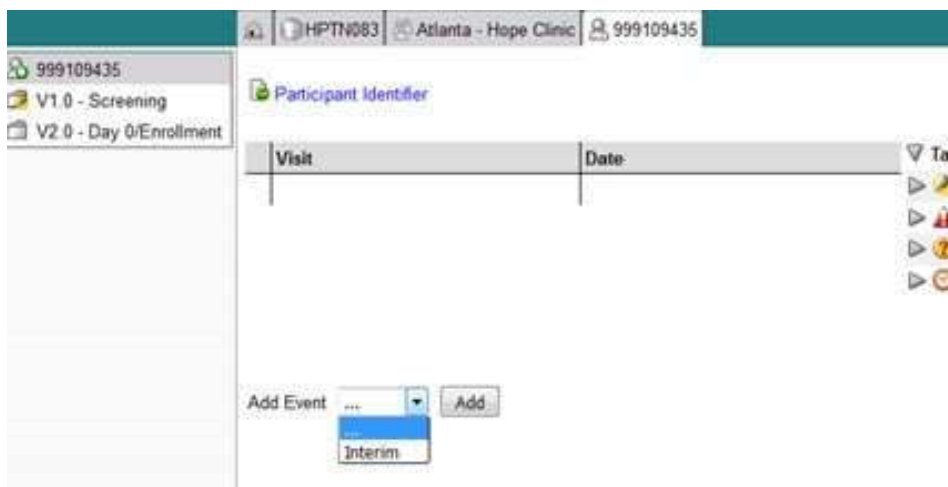 HPTN083 Atlanta - Hope Clinic 999109435
999109435
V1.0 - Screening
V2.0 - Day 0/Enrollment
Participant Identifier
Visit Date
Add Event ... Add
...
Interim